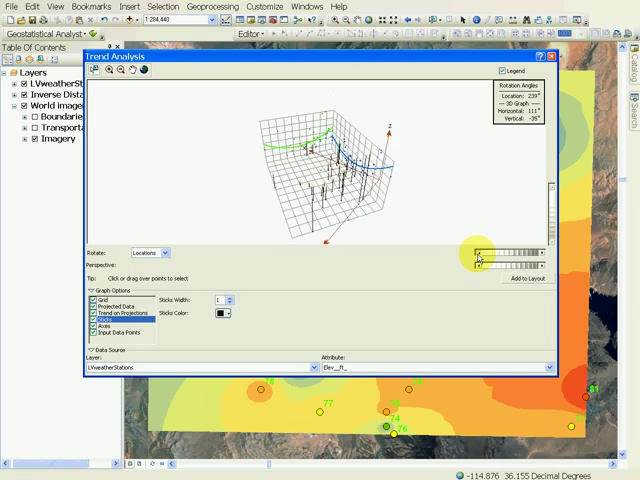 File Edit View Bookmarks Insert Selection Geoprocessing Customize Windows Help
1:284,440
Geostatistical Analyst
Editor
Table Of Contents
Layers
LVweatherSta
Inverse Dista
World image
Boundarie
Transporta
Imagery
Trend Analysis
Legend
Rotation Angles
Location: 239°
3D Graph
Horizontal: 111°
Vertical: -35°
Z
Rotate: Locations
Perspective:
Tip: Click or drag over points to select
Add to Layout
Graph Options
Grid
Projected Data
Trend on Projections
Sticks
Axes
Input Data Points
Sticks Width: 1
Sticks Color:
Data Source
Layer:
Attribute:
LVweatherStations
Elev__ft_
Catalog
Search
81
77
74
76
-114.876 36.155 Decimal Degrees